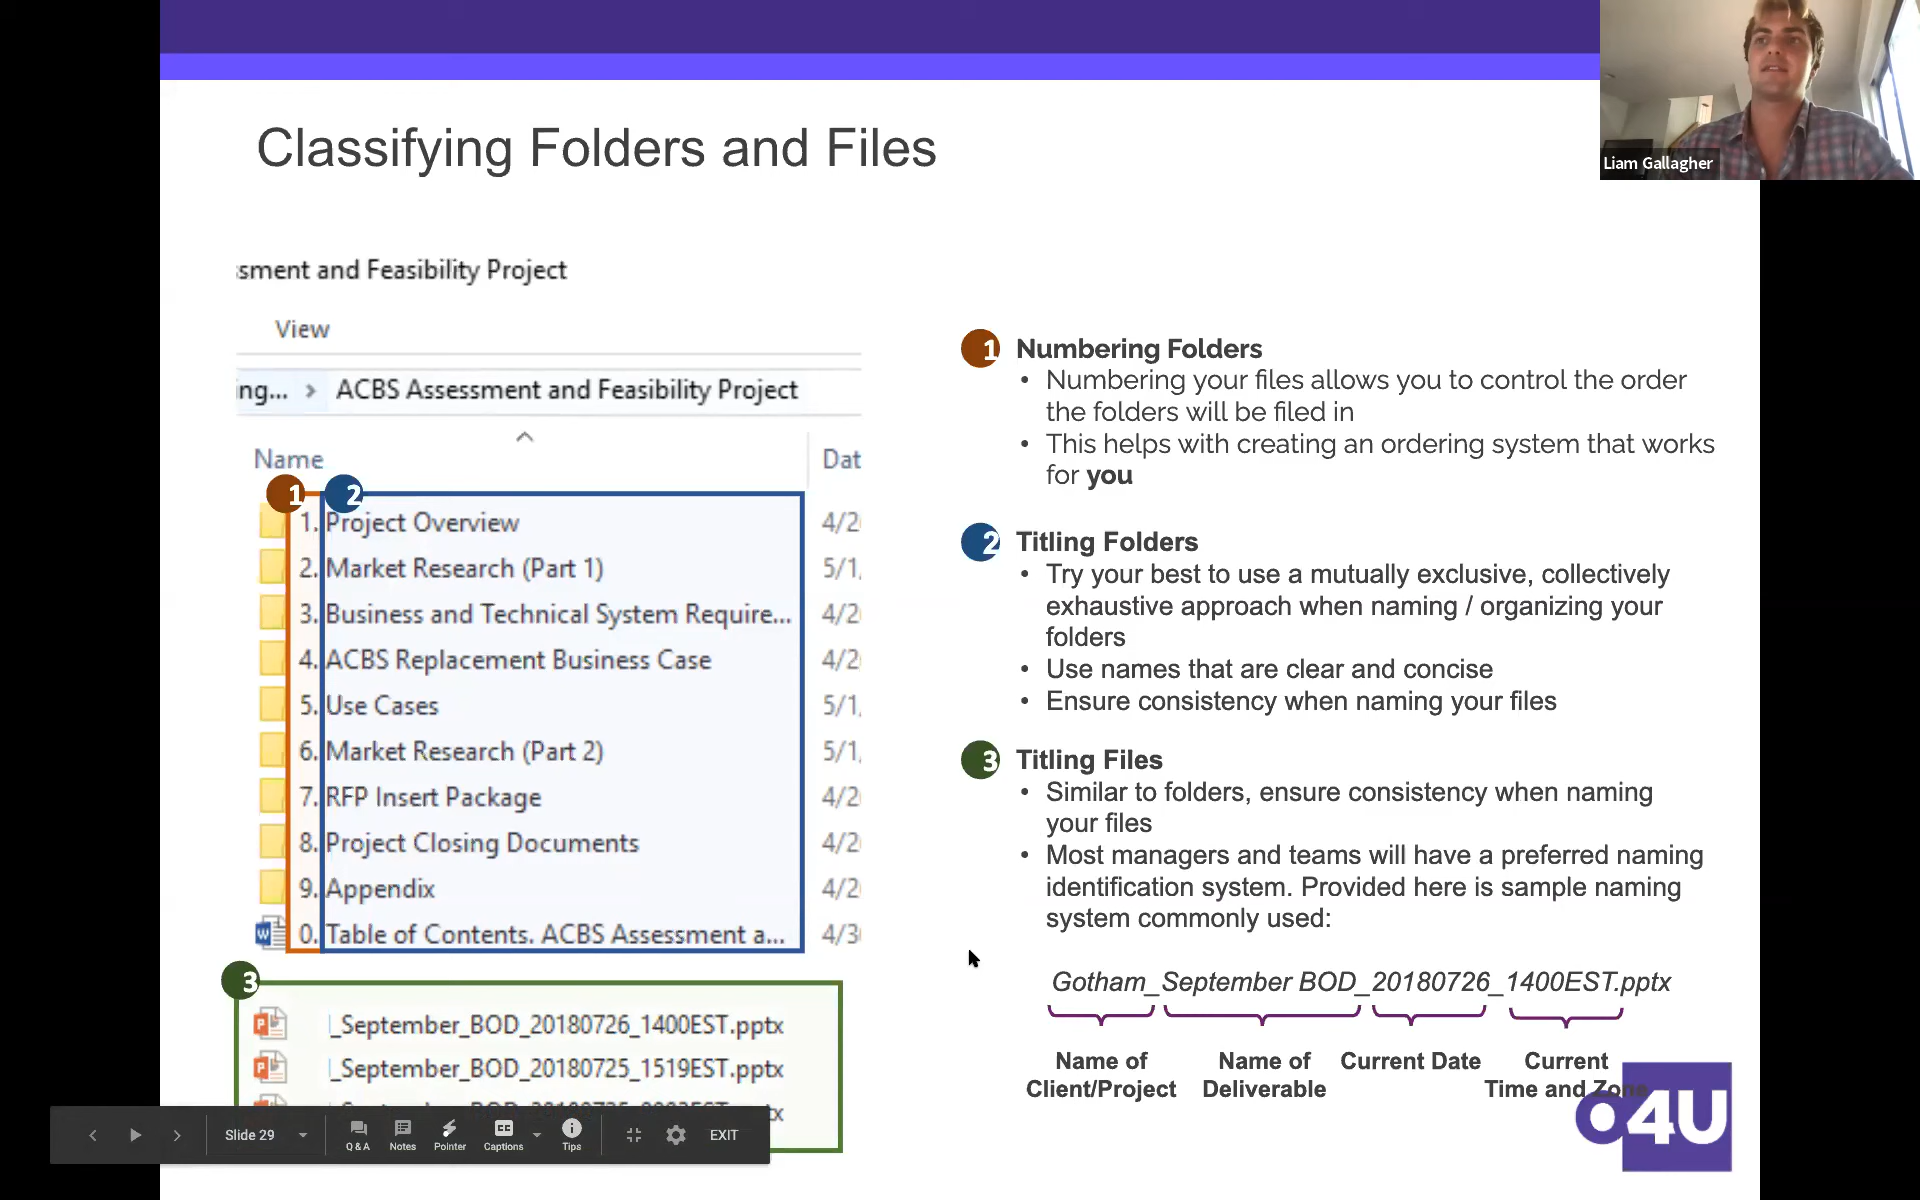 Classifying Folders and Files
Liam Gallagher
ssment and Feasibility Project
View
ing... > ACBS Assessment and Feasibility Project
Name
Dat
1
2
1. Project Overview 4/2
2. Market Research (Part 1) 5/1,
3. Business and Technical System Require... 4/2
4. ACBS Replacement Business Case 4/2
5. Use Cases 5/1,
6. Market Research (Part 2) 5/1,
7. RFP Insert Package 4/2
8. Project Closing Documents 4/2
9. Appendix 4/2
0. Table of Contents. ACBS Assessment a... 4/3
3
_September_BOD_20180726_1400EST.pptx
_September_BOD_20180725_1519EST.pptx
1 Numbering Folders
• Numbering your files allows you to control the order
the folders will be filed in
• This helps with creating an ordering system that works
for you
2 Titling Folders
• Try your best to use a mutually exclusive, collectively
exhaustive approach when naming / organizing your
folders
• Use names that are clear and concise
• Ensure consistency when naming your files
3 Titling Files
• Similar to folders, ensure consistency when naming
your files
• Most managers and teams will have a preferred naming
identification system. Provided here is sample naming
system commonly used:
Gotham_September BOD_20180726_1400EST.pptx
Name of
Client/Project
Name of
Deliverable
Current Date
Current
Time and Zone
O4U
Slide 29
Q & A
Notes
Pointer
Captions
Tips
EXIT